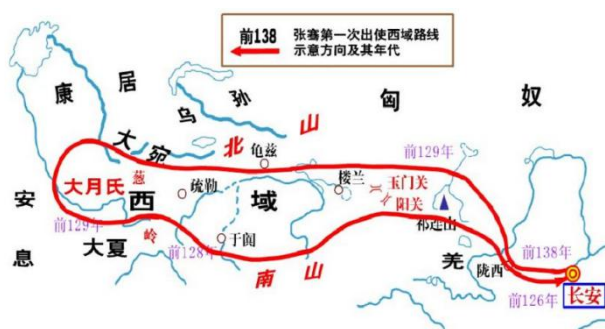 前138
张骞第一次出使西域路线
示意方向及其年代
康居
乌孙
匈奴
大宛
北山
龟兹
前129年
大月氏
葱岭
疏勒
西域
楼兰
玉门关
阳关
祁连山
安息
前129年
大夏
前128年
于阗
南山
羌
陇西
前138年
前126年
长安